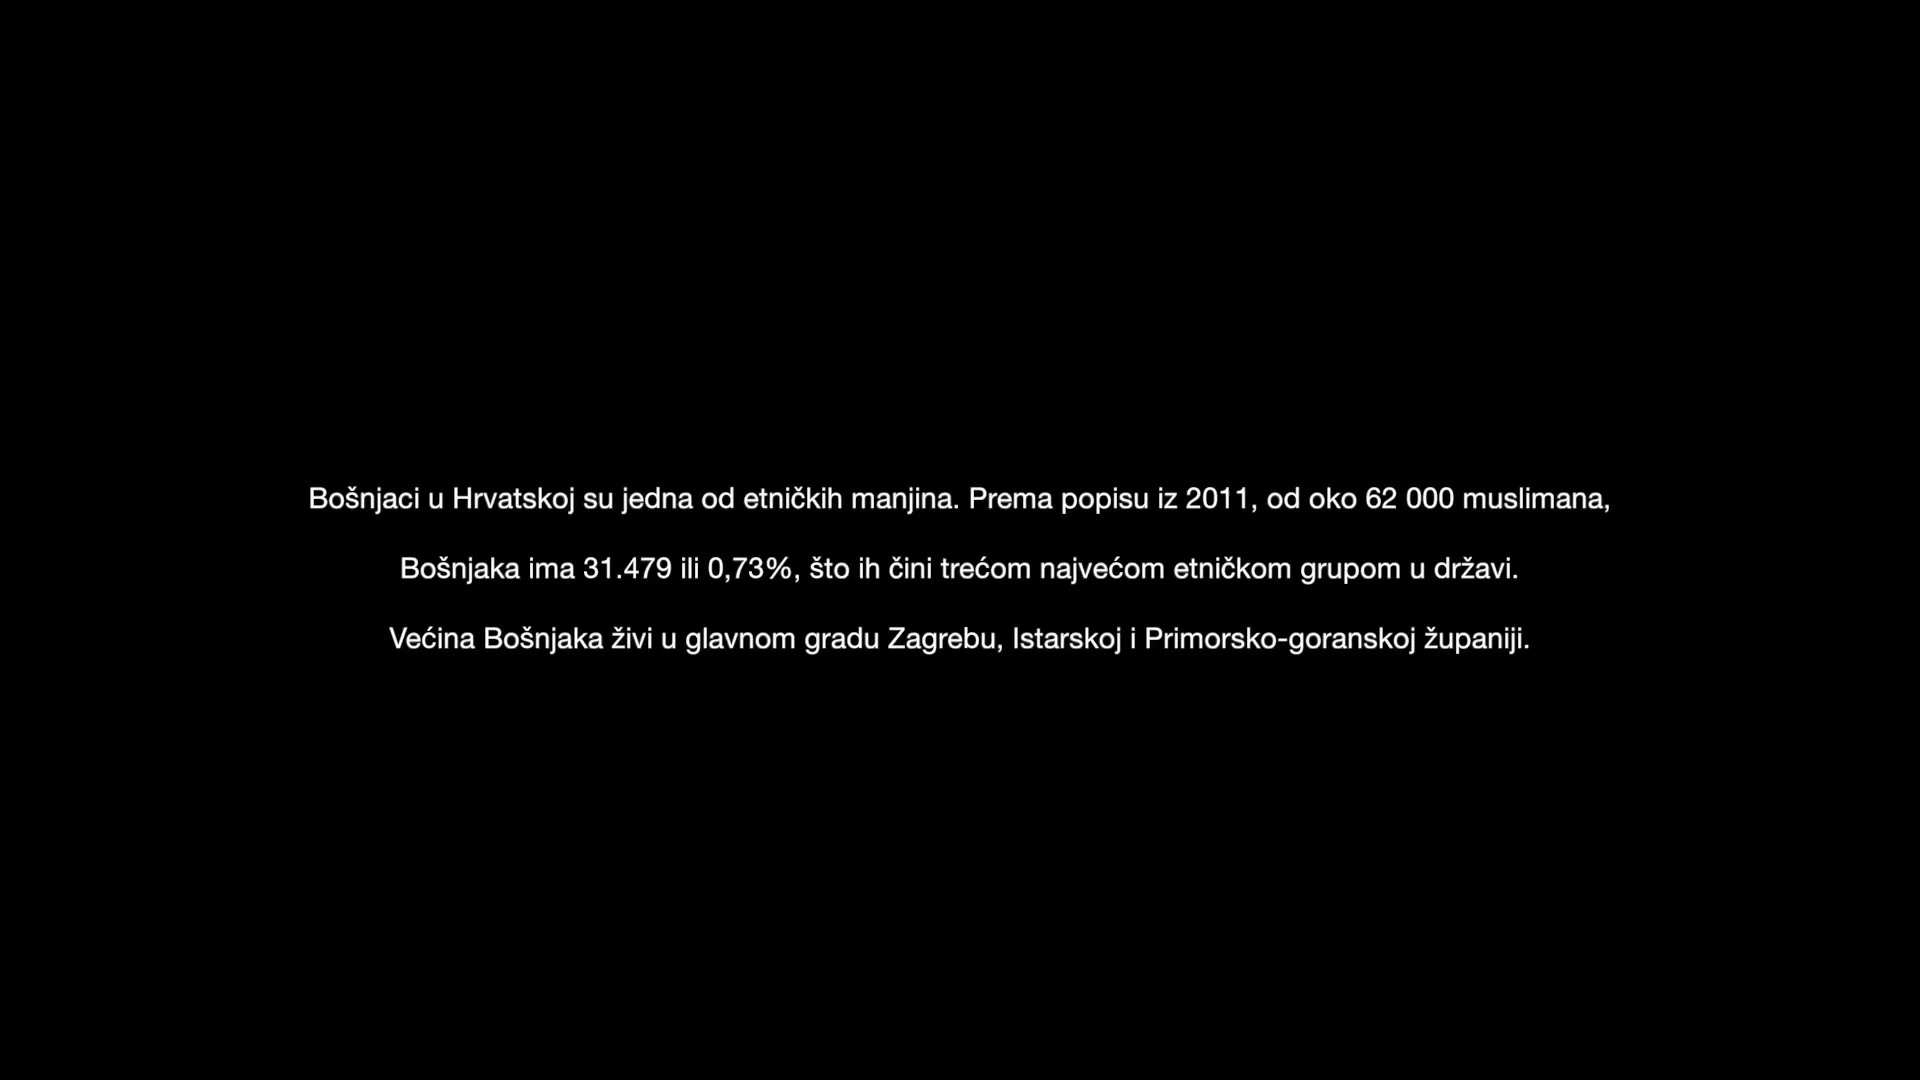 Bošnjaci u Hrvatskoj su jedna od etničkih manjina. Prema popisu iz 2011, od oko 62 000 muslimana,
Bošnjaka ima 31.479 ili 0,73%, što ih čini trećom najvećom etničkom grupom u državi.
Većina Bošnjaka živi u glavnom gradu Zagrebu, Istarskoj i Primorsko-goranskoj županiji.